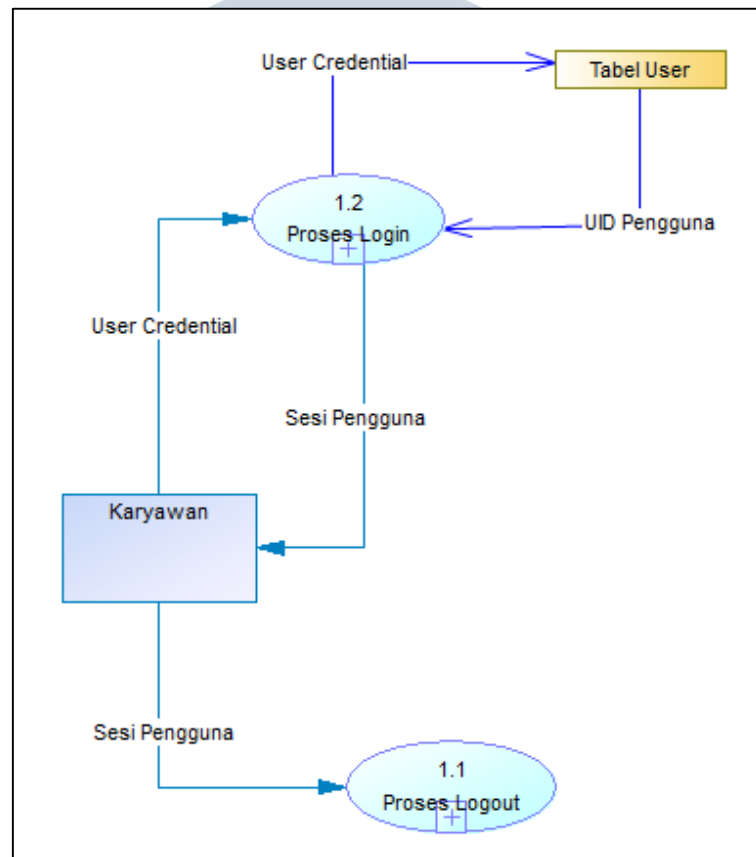 User Credential
Tabel User
1.2
Proses Login
UID Pengguna
User Credential
Sesi Pengguna
Karyawan
Sesi Pengguna
1.1
Proses Logout